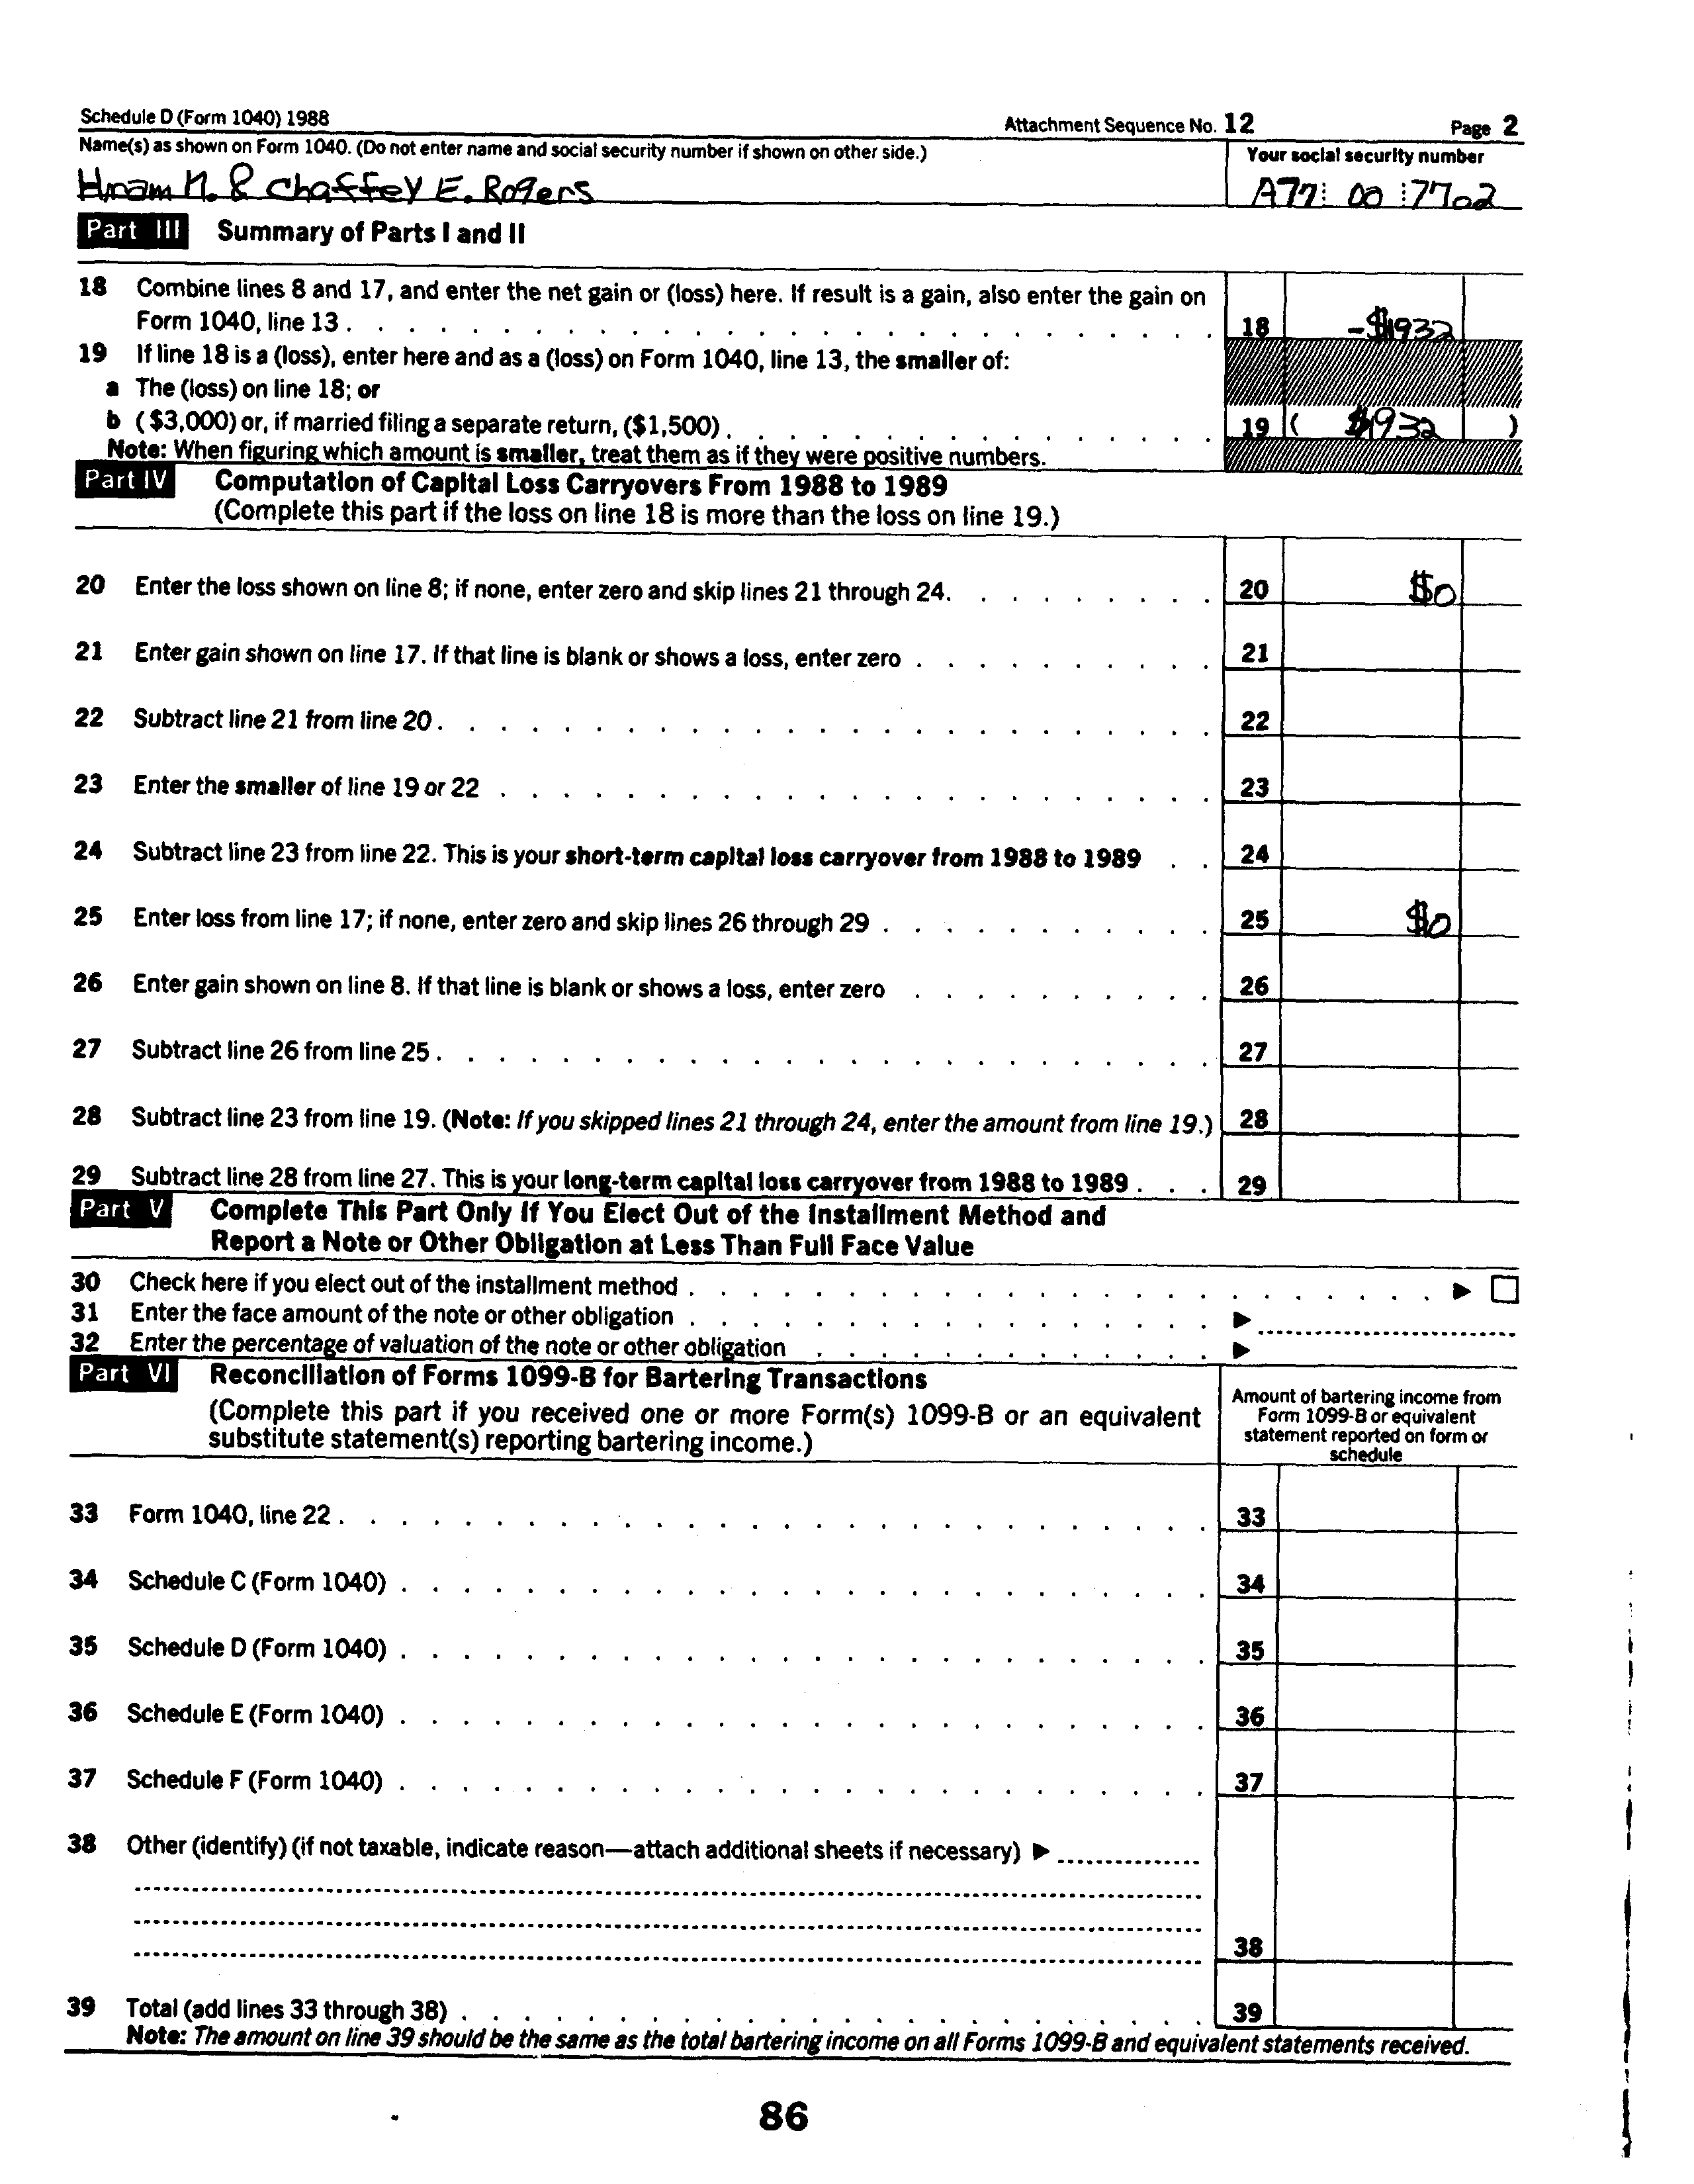 Schedule D (Form 1040) 1988 Attachment Sequence No. 12 Page 2
Name(s) as shown on Form 1040. (Do not enter name and social security number if shown on other side.) Your social security number
M. & Chaffey E. Rogers A77 00 7702
Part III Summary of Parts I and II
18 Combine lines 8 and 17, and enter the net gain or (loss) here. If result is a gain, also enter the gain on
Form 1040, line 13 . . . 18 -$1932
19 If line 18 is a (loss), enter here and as a (loss) on Form 1040, line 13, the smaller of:
a The (loss) on line 18; or
b ($3,000) or, if married filing a separate return, ($1,500) . . . 19 ( $1932 )
Note: When figuring which amount is smaller, treat them as if they were positive numbers.
Part IV Computation of Capital Loss Carryovers From 1988 to 1989
(Complete this part if the loss on line 18 is more than the loss on line 19.)
20 Enter the loss shown on line 8; if none, enter zero and skip lines 21 through 24. . . . 20 $0
21 Enter gain shown on line 17. If that line is blank or shows a loss, enter zero . . . 21
22 Subtract line 21 from line 20 . . . 22
23 Enter the smaller of line 19 or 22 . . . 23
24 Subtract line 23 from line 22. This is your short-term capital loss carryover from 1988 to 1989 . . 24
25 Enter loss from line 17; if none, enter zero and skip lines 26 through 29 . . . 25 $0
26 Enter gain shown on line 8. If that line is blank or shows a loss, enter zero . . . 26
27 Subtract line 26 from line 25 . . . 27
28 Subtract line 23 from line 19. (Note: If you skipped lines 21 through 24, enter the amount from line 19.) 28
29 Subtract line 28 from line 27. This is your long-term capital loss carryover from 1988 to 1989 . . . 29
Part V Complete This Part Only If You Elect Out of the Installment Method and
Report a Note or Other Obligation at Less Than Full Face Value
30 Check here if you elect out of the installment method . . . ▶ ☐
31 Enter the face amount of the note or other obligation . . . ▶
32 Enter the percentage of valuation of the note or other obligation . . . ▶
Part VI Reconciliation of Forms 1099-B for Bartering Transactions
(Complete this part if you received one or more Form(s) 1099-B or an equivalent
substitute statement(s) reporting bartering income.)
Amount of bartering income from
Form 1099-B or equivalent
statement reported on form or
schedule
33 Form 1040, line 22 . . . 33
34 Schedule C (Form 1040) . . . 34
35 Schedule D (Form 1040) . . . 35
36 Schedule E (Form 1040) . . . 36
37 Schedule F (Form 1040) . . . 37
38 Other (identify) (if not taxable, indicate reason—attach additional sheets if necessary) ▶
38
39 Total (add lines 33 through 38) . . . 39
Note: The amount on line 39 should be the same as the total bartering income on all Forms 1099-B and equivalent statements received.
86